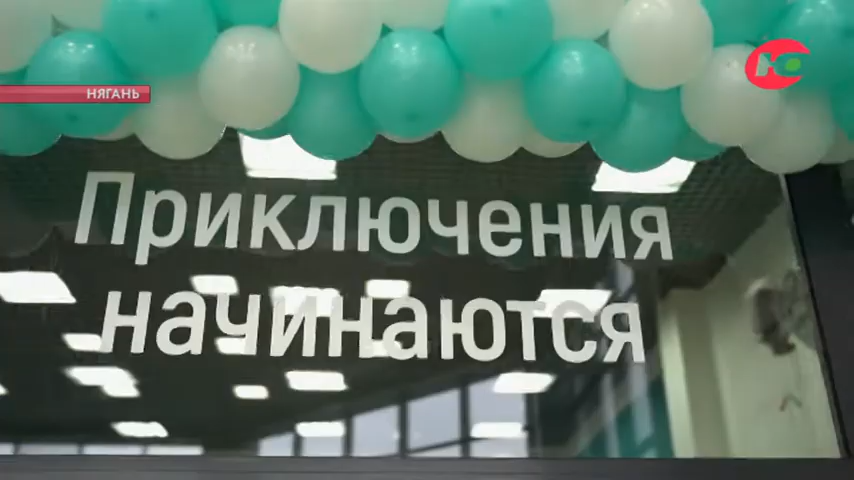 НЯГАНЬ
Ю
Приключения
начинаются